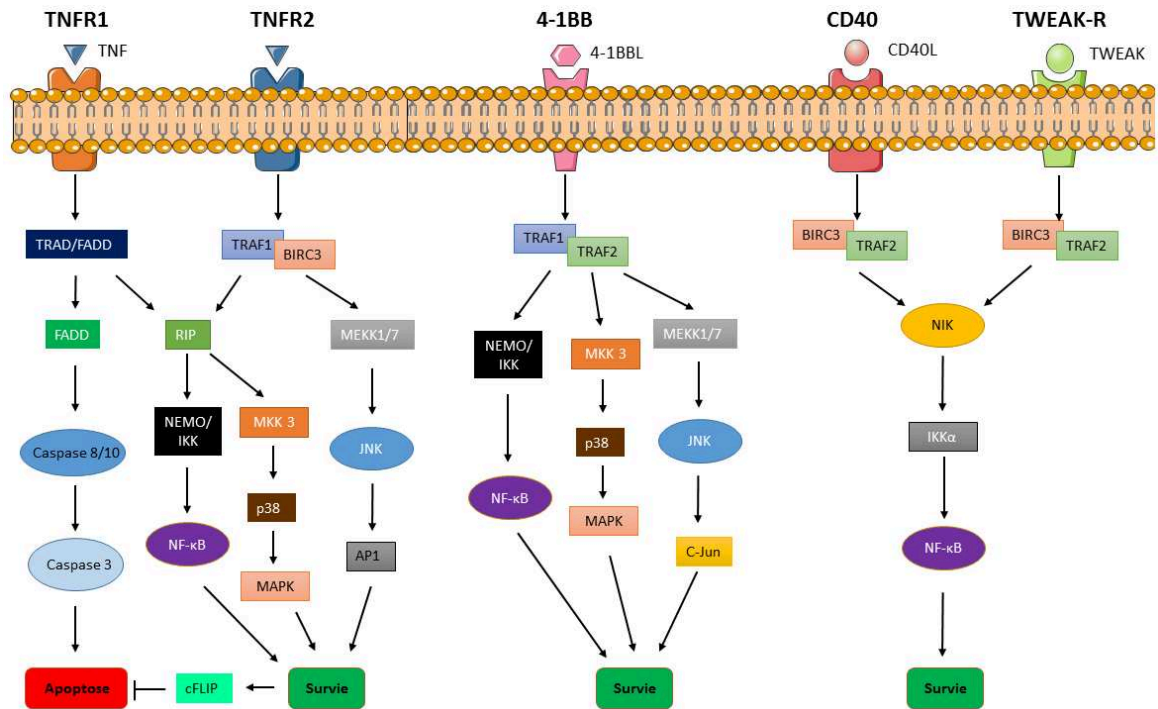 TNFR1
TNFR2
4-1BB
CD40
TWEAK-R
TNF
4-1BBL
CD40L
TWEAK
TRAD/FADD
TRAF1
BIRC3
TRAF1
TRAF2
BIRC3
TRAF2
BIRC3
TRAF2
FADD
RIP
MEKK1/7
NEMO/
IKK
MKK 3
MEKK1/7
NIK
Caspase 8/10
NEMO/
IKK
MKK 3
JNK
p38
JNK
IKKα
NF-κB
p38
MAPK
Caspase 3
NF-κB
MAPK
AP1
C-Jun
NF-κB
Apoptose
cFLIP
Survie
Survie
Survie